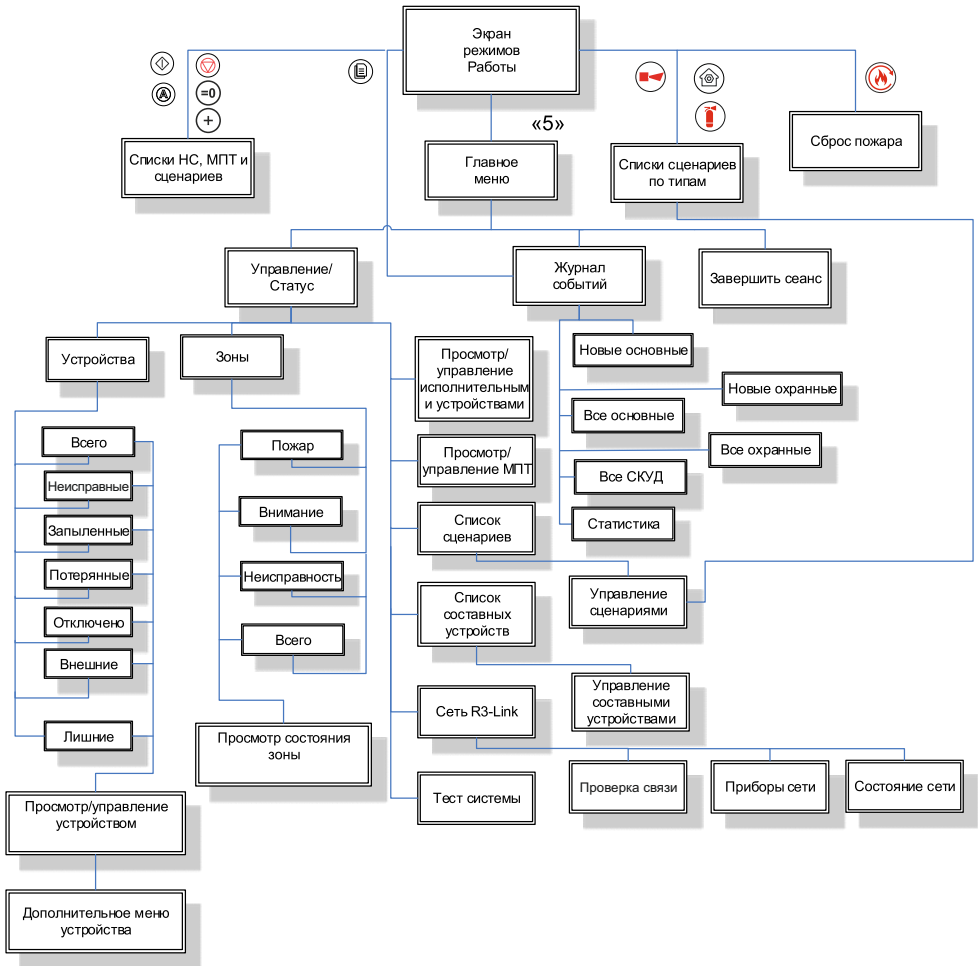 Экран
режимов
Работы
А
=0
+
«5»
Списки НС, МПТ и
сценариев
Главное
меню
Списки сценариев
по типам
Сброс пожара
Управление/
Статус
Журнал
событий
Завершить сеанс
Устройства
Зоны
Просмотр/
управление
исполнительным
и устройствами
Новые основные
Новые охранные
Все основные
Все охранные
Все СКУД
Статистика
Всего
Неисправные
Запыленные
Потерянные
Отключено
Внешние
Лишние
Пожар
Внимание
Неисправность
Всего
Просмотр/
управление МПТ
Список
сценариев
Управление
сценариями
Список
составных
устройств
Управление
составными
устройствами
Сеть R3-Link
Просмотр состояния
зоны
Тест системы
Проверка связи
Приборы сети
Состояние сети
Просмотр/управление
устройством
Дополнительное меню
устройства